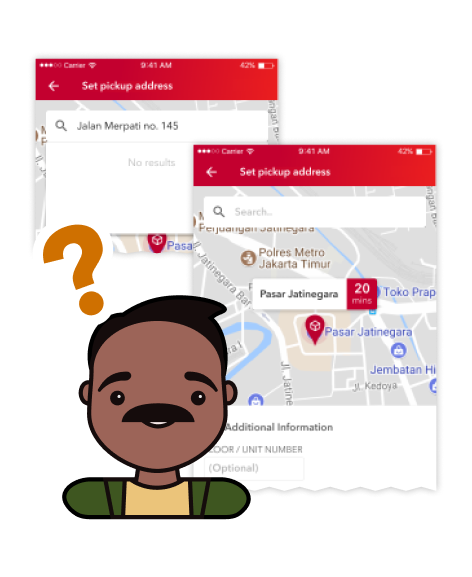 Carrier 9:41 AM 42%
Set pickup address
Jalan Merpati no. 145
No results
Pasa
Carrier 9:41 AM 42%
Set pickup address
Search..
Perjuangan Jatinegara
Polres Metro
Jakarta Timur
Pasar Jatinegara
20
mins
Toko Prap
Pasar Jatinegara
Jembatan Hi
Jl. Jatine
Jl. Kedoya
Additional Information
OOR / UNIT NUMBER
(Optional)
?